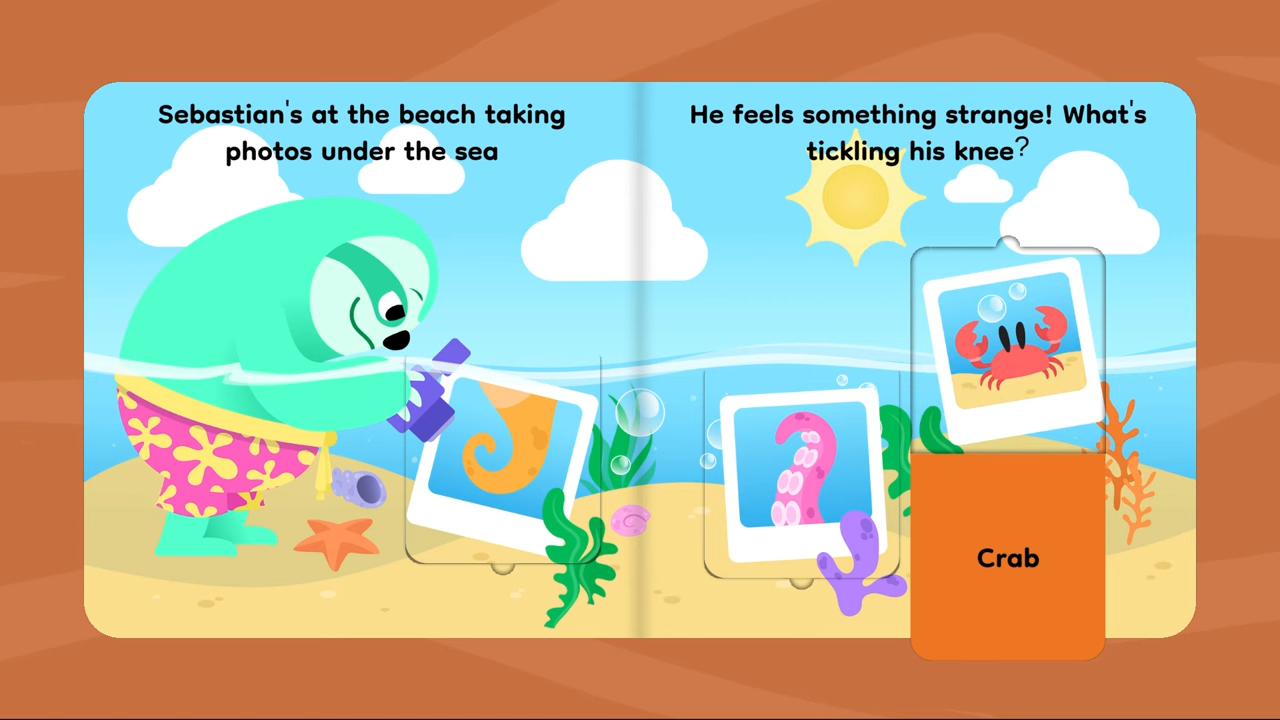 Sebastian's at the beach taking
photos under the sea
He feels something strange! What's
tickling his knee?
Crab